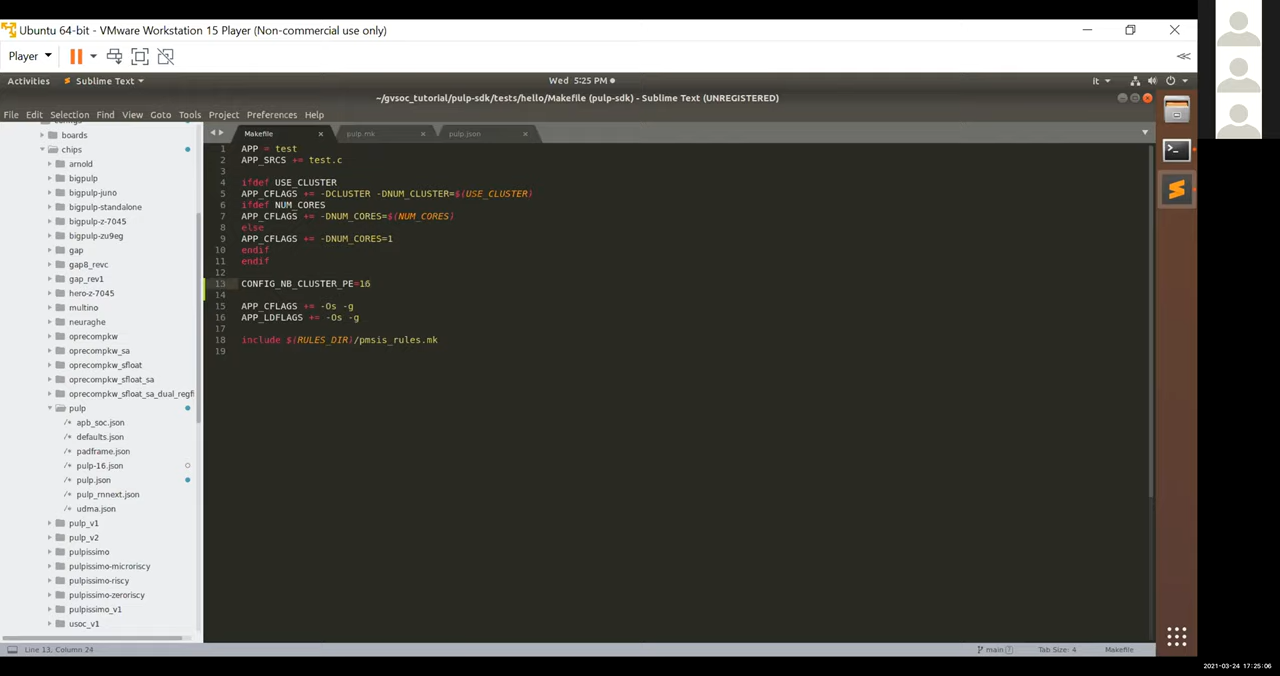 Ubuntu 64-bit - VMware Workstation 15 Player (Non-commercial use only)
Player
Activities
Sublime Text
Wed 5:25 PM
it
~/gvsoc_tutorial/pulp-sdk/tests/hello/Makefile (pulp-sdk) - Sublime Text (UNREGISTERED)
File Edit Selection Find View Goto Tools Project Preferences Help
boards
chips
arnold
bigpulp
bigpulp-juno
bigpulp-standalone
bigpulp-z-7045
bigpulp-zu9eg
gap
gap8_revc
gap_rev1
hero-z-7045
multino
neuraghe
oprecompkw
oprecompkw_sa
oprecompkw_sfloat
oprecompkw_sfloat_sa
oprecompkw_sfloat_sa_dual_regfi
pulp
/* apb_soc.json
/* defaults.json
/* padframe.json
/* pulp-16.json
/* pulp.json
/* pulp_rnnext.json
/* udma.json
pulp_v1
pulp_v2
pulpissimo
pulpissimo-microriscy
pulpissimo-riscy
pulpissimo-zeroriscy
pulpissimo_v1
usoc_v1
Makefile
pulp.mk
pulp.json
1 APP = test
2 APP_SRCS += test.c
3
4 ifdef USE_CLUSTER
5 APP_CFLAGS += -DCLUSTER -DNUM_CLUSTER=$(USE_CLUSTER)
6 ifdef NUM_CORES
7 APP_CFLAGS += -DNUM_CORES=$(NUM_CORES)
8 else
9 APP_CFLAGS += -DNUM_CORES=1
10 endif
11 endif
12
13 CONFIG_NB_CLUSTER_PE=16
14
15 APP_CFLAGS += -Os -g
16 APP_LDFLAGS += -Os -g
17
18 include $(RULES_DIR)/pmsis_rules.mk
19
Line 13, Column 24
main
Tab Size: 4
Makefile
2021-03-24 17:25:06